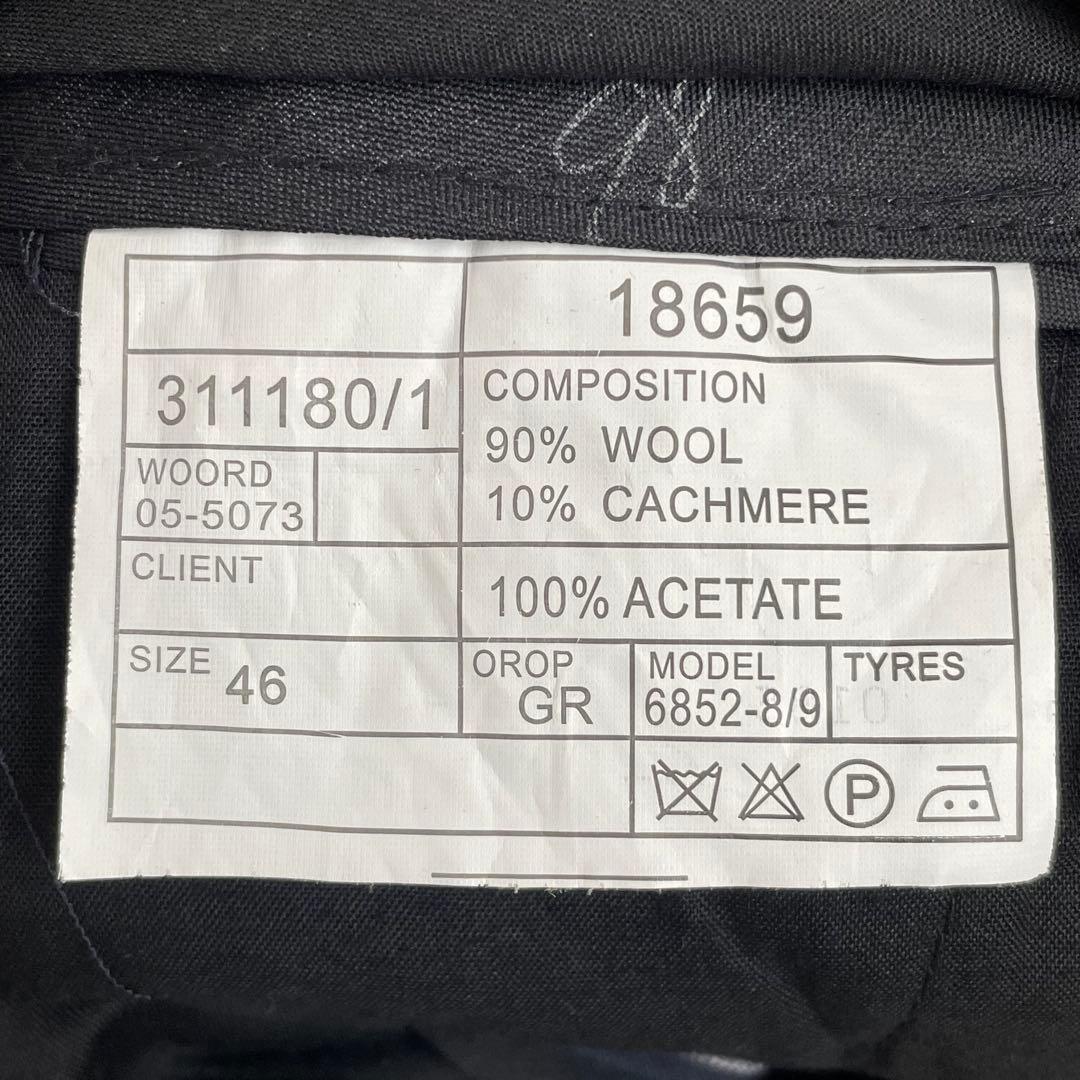 98
18659
311180/1
COMPOSITION
90% WOOL
10% CACHMERE
WOORD
05-5073
CLIENT
100% ACETATE
SIZE 46
OROP
GR
MODEL
6852-8/9
TYRES
P